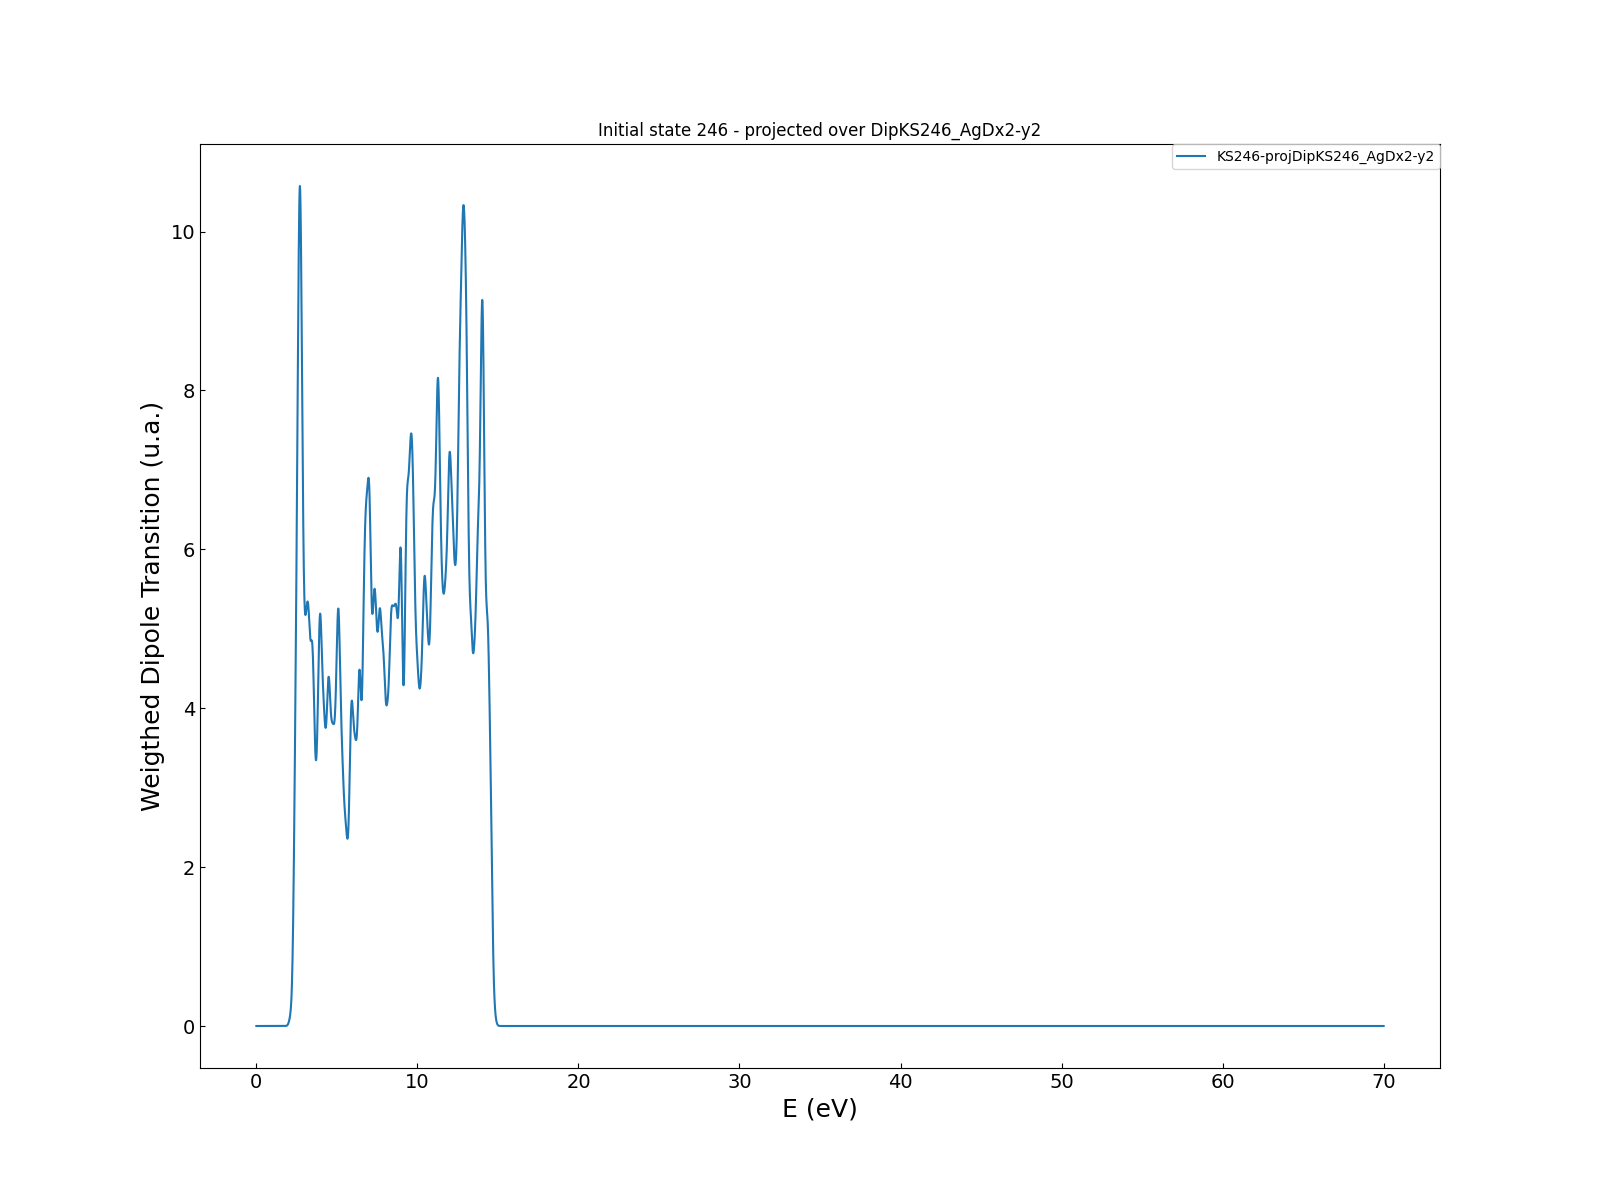 Initial state 246 - projected over DipKS246_AgDx2-y2
KS246-projDipKS246_AgDx2-y2
Weigthed Dipole Transition (u.a.)
10
8
6
4
2
0
0 10 20 30 40 50 60 70
E (eV)